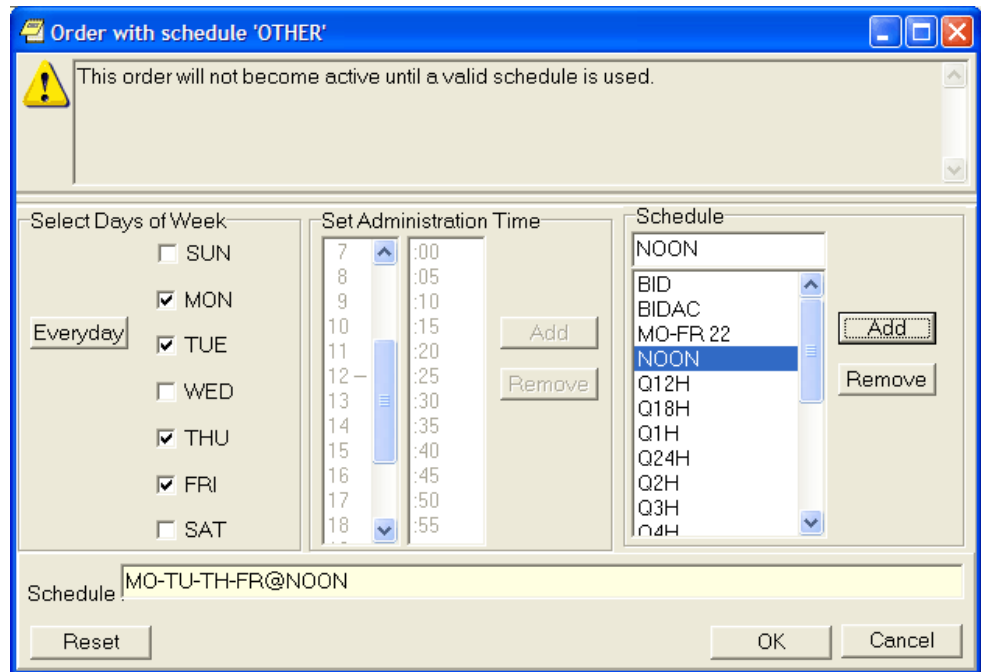 Order with schedule 'OTHER'
This order will not become active until a valid schedule is used.
Select Days of Week
SUN
MON
Everyday
TUE
WED
THU
FRI
SAT
Set Administration Time
7 :00
8 :05
9 :10
10 :15
11 :20
12 – :25
13 :30
14 :35
15 :40
16 :45
17 :50
18 :55
Add
Remove
Schedule
NOON
BID
BIDAC
MO-FR 22
NOON
Q12H
Q18H
Q1H
Q24H
Q2H
Q3H
Q4H
Add
Remove
Schedule : MO-TU-TH-FR@NOON
Reset
OK
Cancel